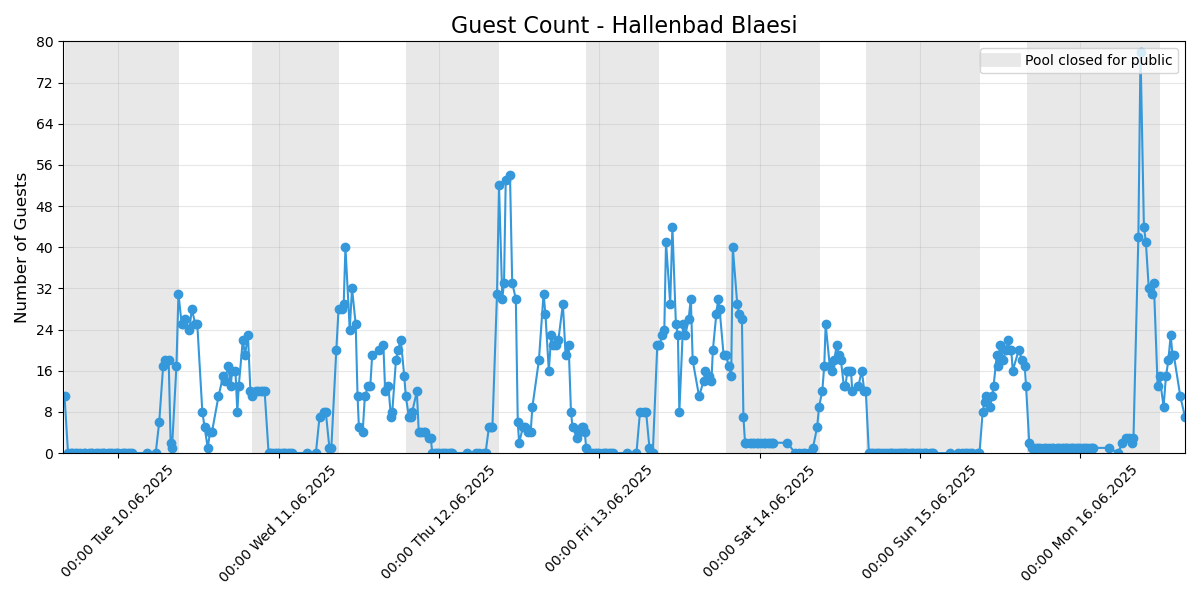 Guest Count - Hallenbad Blaesi
Pool closed for public
Number of Guests
80
72
64
56
48
40
32
24
16
8
0
00:00 Tue 10.06.2025
00:00 Wed 11.06.2025
00:00 Thu 12.06.2025
00:00 Fri 13.06.2025
00:00 Sat 14.06.2025
00:00 Sun 15.06.2025
00:00 Mon 16.06.2025